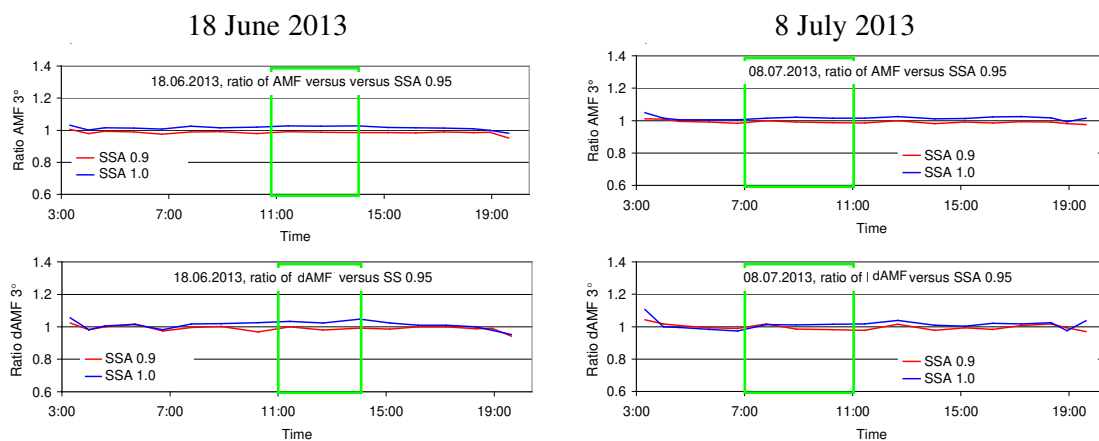 18 June 2013
8 July 2013
18.06.2013, ratio of AMF versus versus SSA 0.95
Ratio AMF 3°
1.4
1.2
1
0.8
0.6
SSA 0.9
SSA 1.0
3:00 7:00 11:00 15:00 19:00
Time
08.07.2013, ratio of AMF versus SSA 0.95
Ratio AMF 3°
1.4
1.2
1
0.8
0.6
SSA 0.9
SSA 1.0
3:00 7:00 11:00 15:00 19:00
Time
18.06.2013, ratio of dAMF versus SS 0.95
Ratio dAMF 3°
1.4
1.2
1
0.8
0.6
SSA 0.9
SSA 1.0
3:00 7:00 11:00 15:00 19:00
Time
08.07.2013, ratio of dAMF versus SSA 0.95
Ratio dAMF 3°
1.4
1.2
1
0.8
0.6
SSA 0.9
SSA 1.0
3:00 7:00 11:00 15:00 19:00
Time